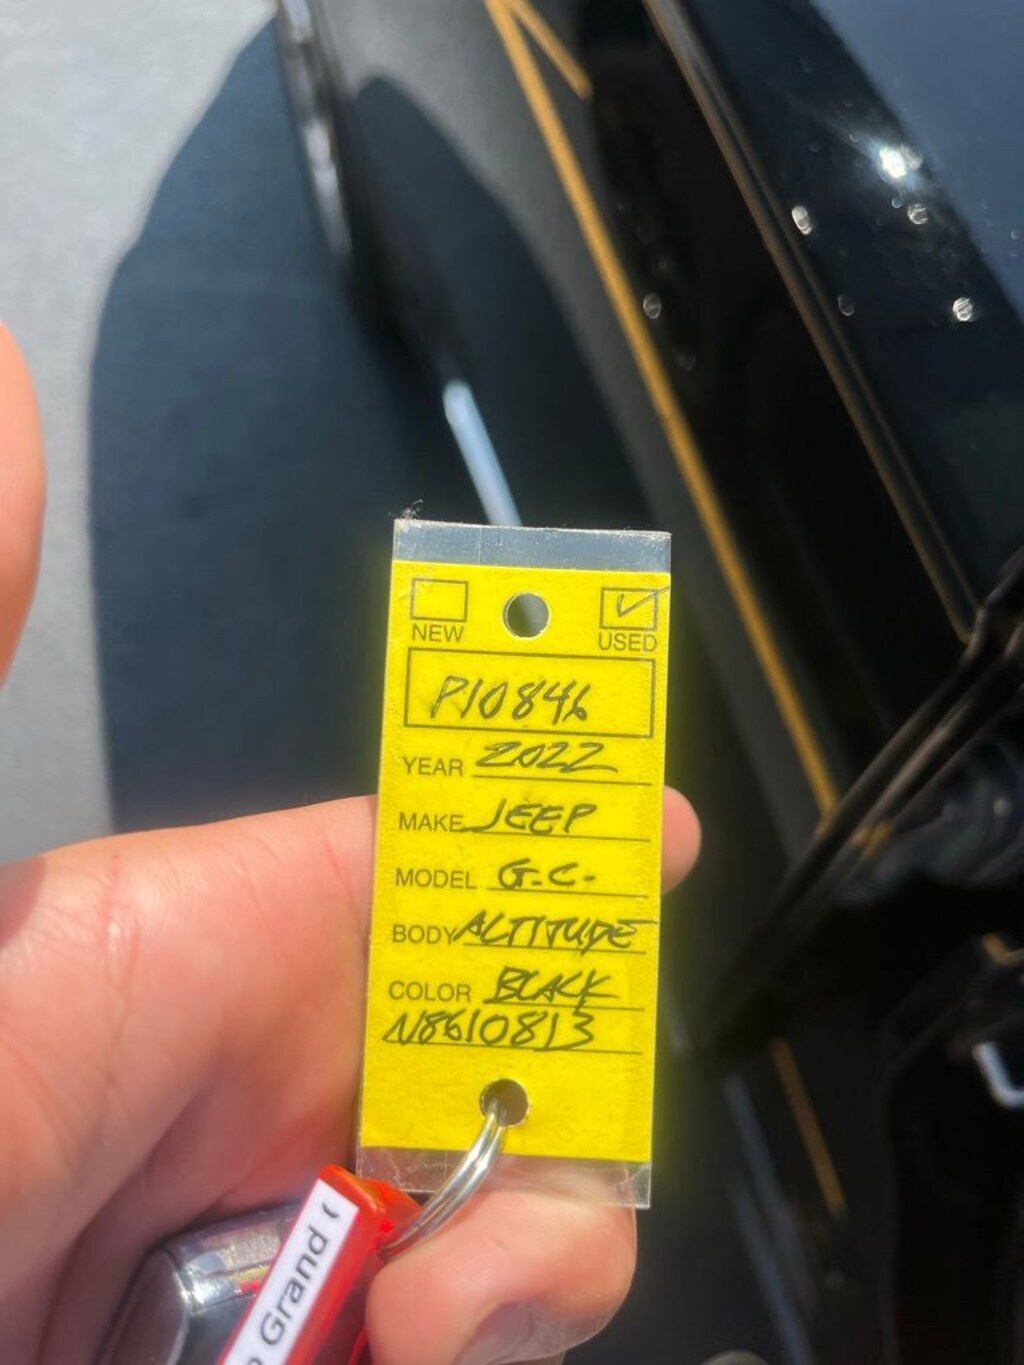 NEW USED
P10846
YEAR 2022
MAKE JEEP
MODEL G.C.
BODY ALTITUDE
COLOR BLACK
N8610813
Grand